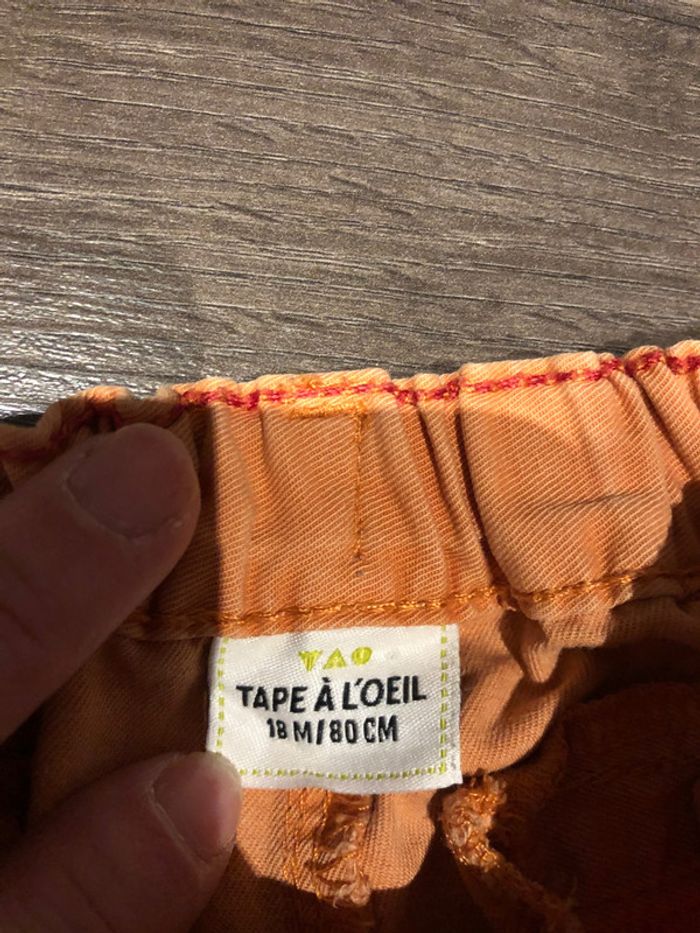 TAO
TAPE À L'OEIL
18 M/80 CM